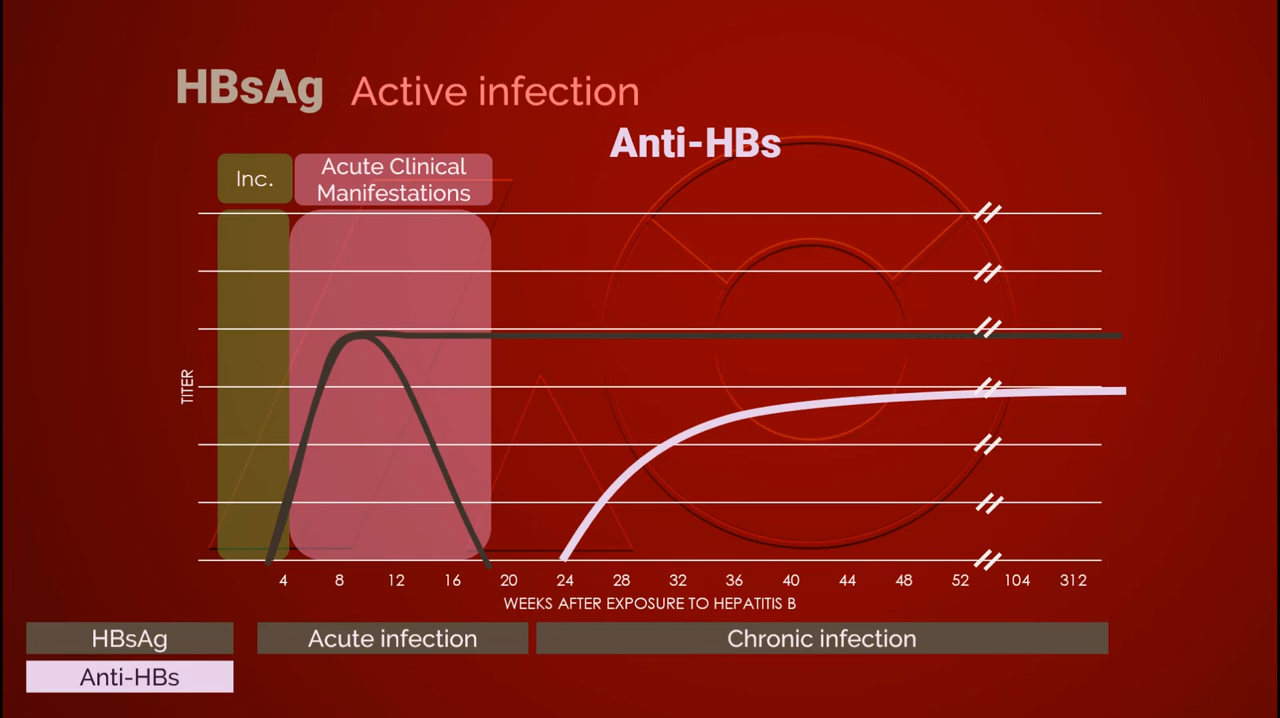 HBsAg Active infection
Anti-HBs
Inc.
Acute Clinical
Manifestations
TITER
4 8 12 16 20 24 28 32 36 40 44 48 52 104 312
WEEKS AFTER EXPOSURE TO HEPATITIS B
HBsAg Acute infection Chronic infection
Anti-HBs